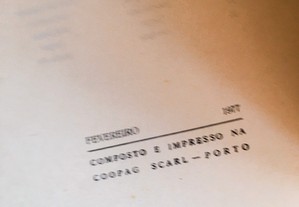 FEVEREIRO 1977
COMPOSTO E IMPRESSO NA
COOPAG SCARL — PORTO